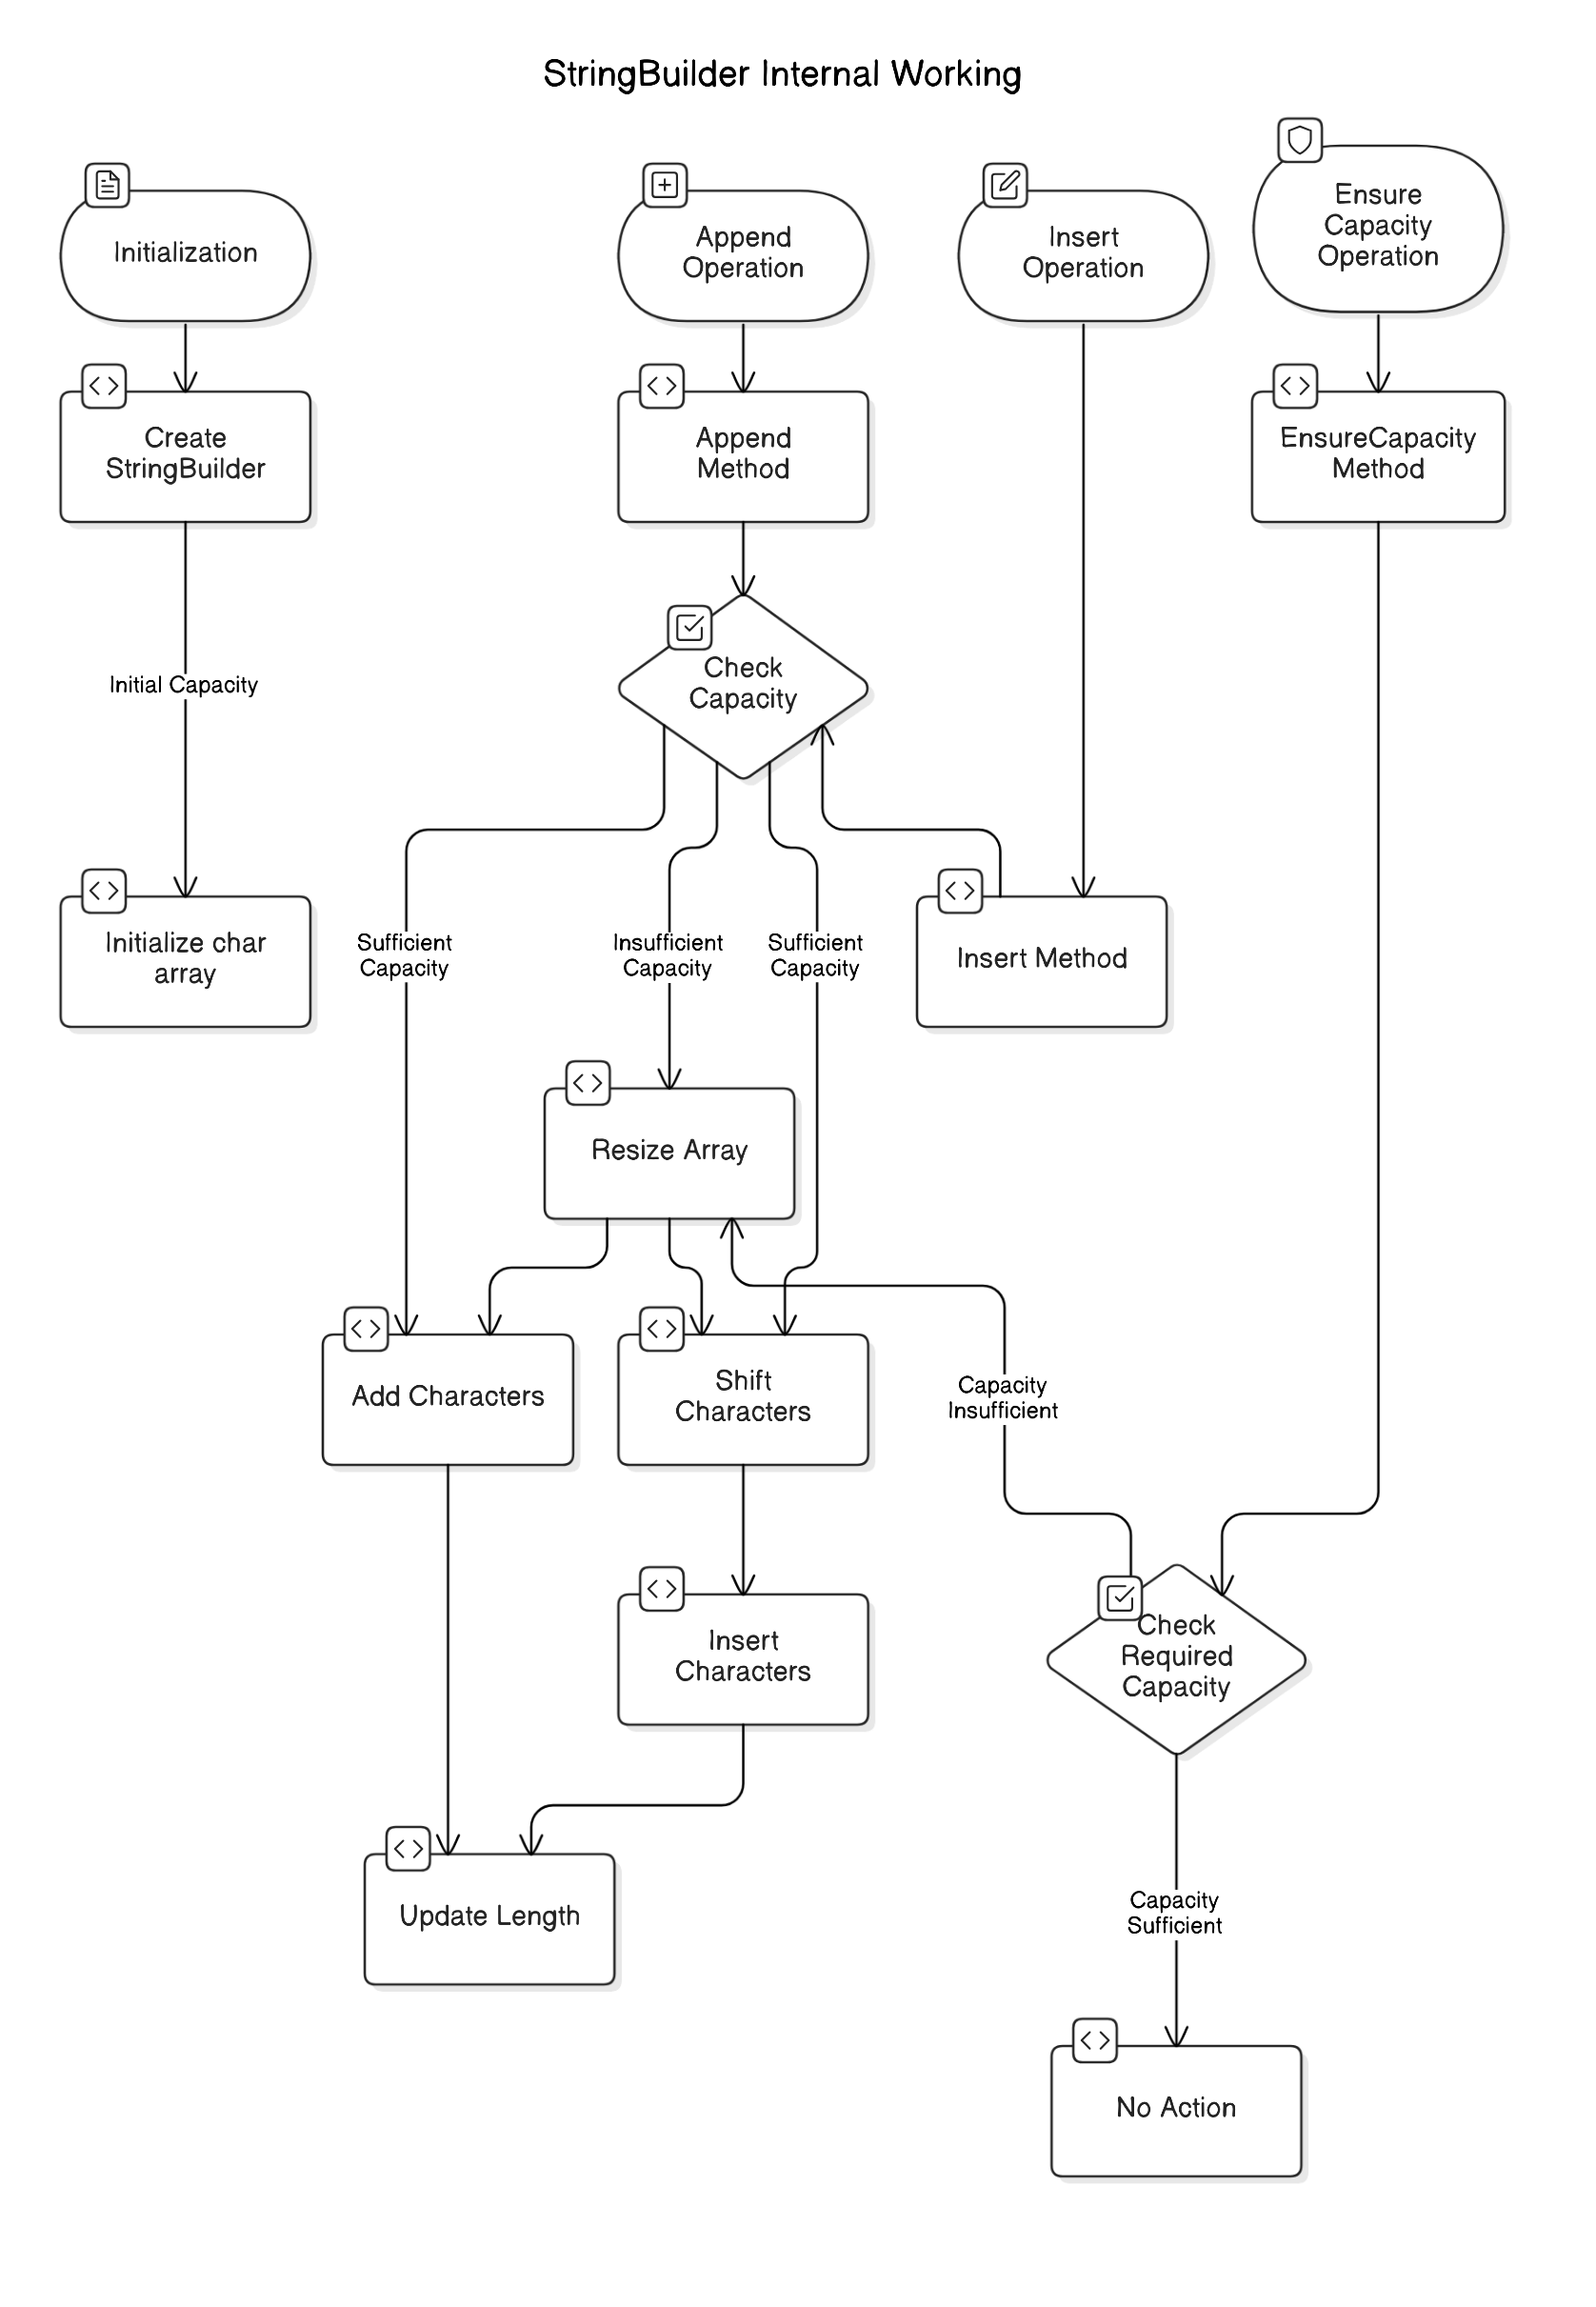 StringBuilder Internal Working
Initialization
Append
Operation
Insert
Operation
Ensure
Capacity
Operation
Create
StringBuilder
Append
Method
EnsureCapacity
Method
Check
Capacity
Initial Capacity
Initialize char
array
Sufficient
Capacity
Insufficient
Capacity
Sufficient
Capacity
Insert Method
Resize Array
Add Characters
Shift
Characters
Capacity
Insufficient
Insert
Characters
Check
Required
Capacity
Update Length
Capacity
Sufficient
No Action